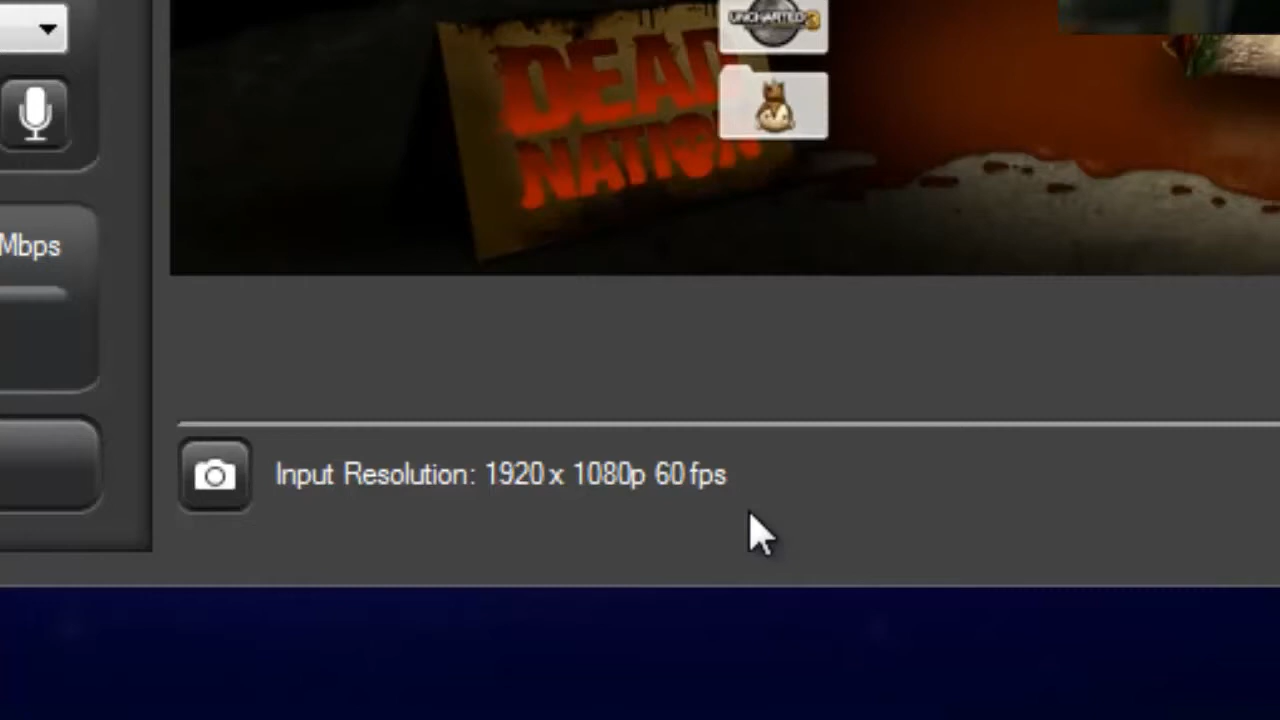 UNCHARTED 3
DEAD
NATION
Mbps
Input Resolution: 1920 x 1080p 60 fps